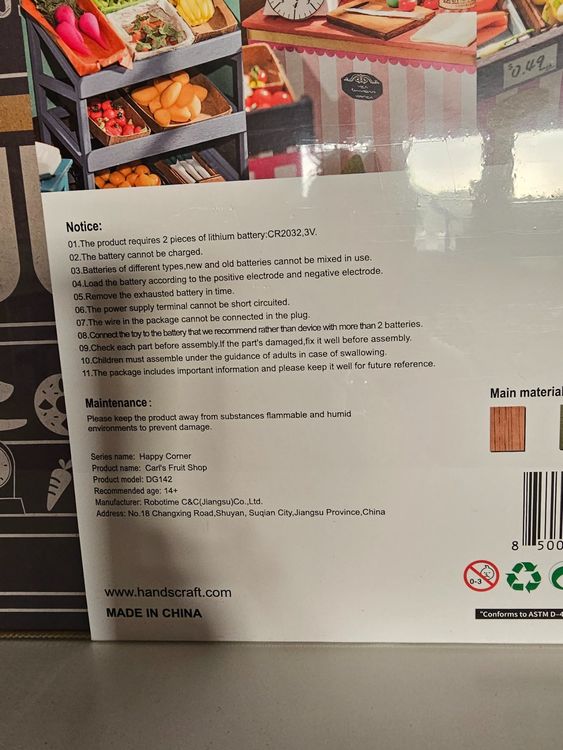 $0.49
Notice:
01.The product requires 2 pieces of lithium battery:CR2032,3V.
02.The battery cannot be charged.
03.Batteries of different types,new and old batteries cannot be mixed in use.
04.Load the battery according to the positive electrode and negative electrode.
05.Remove the exhausted battery in time.
06.The power supply terminal cannot be short circuited.
07.The wire in the package cannot be connected in the plug.
08.Connect the toy to the battery that we recommend rather than device with more than 2 batteries.
09.Check each part before assembly.If the part's damaged,fix it well before assembly.
10.Children must assemble under the guidance of adults in case of swallowing.
11.The package includes important information and please keep it well for future reference.
Main material
Maintenance:
Please keep the product away from substances flammable and humid
environments to prevent damage.
Series name: Happy Corner
Product name: Carl's Fruit Shop
Product model: DG142
Recommended age: 14+
Manufacturer: Robotime C&C(Jiangsu)Co.,Ltd.
Address: No.18 Changxing Road,Shuyan, Suqian City,Jiangsu Province,China
8 500
0-3
www.handscraft.com
MADE IN CHINA
"Conforms to ASTM D-4